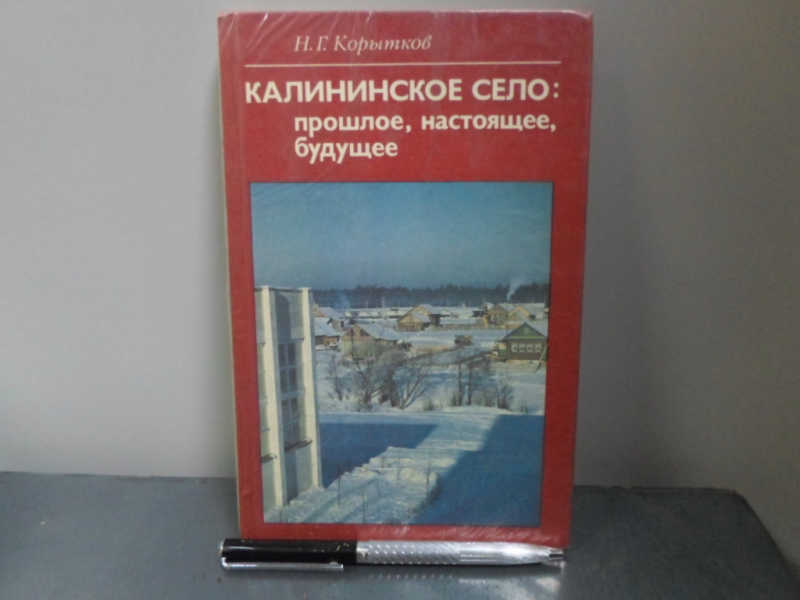 Н. Г. Корытков
КАЛИНИНСКОЕ СЕЛО:
прошлое, настоящее,
будущее